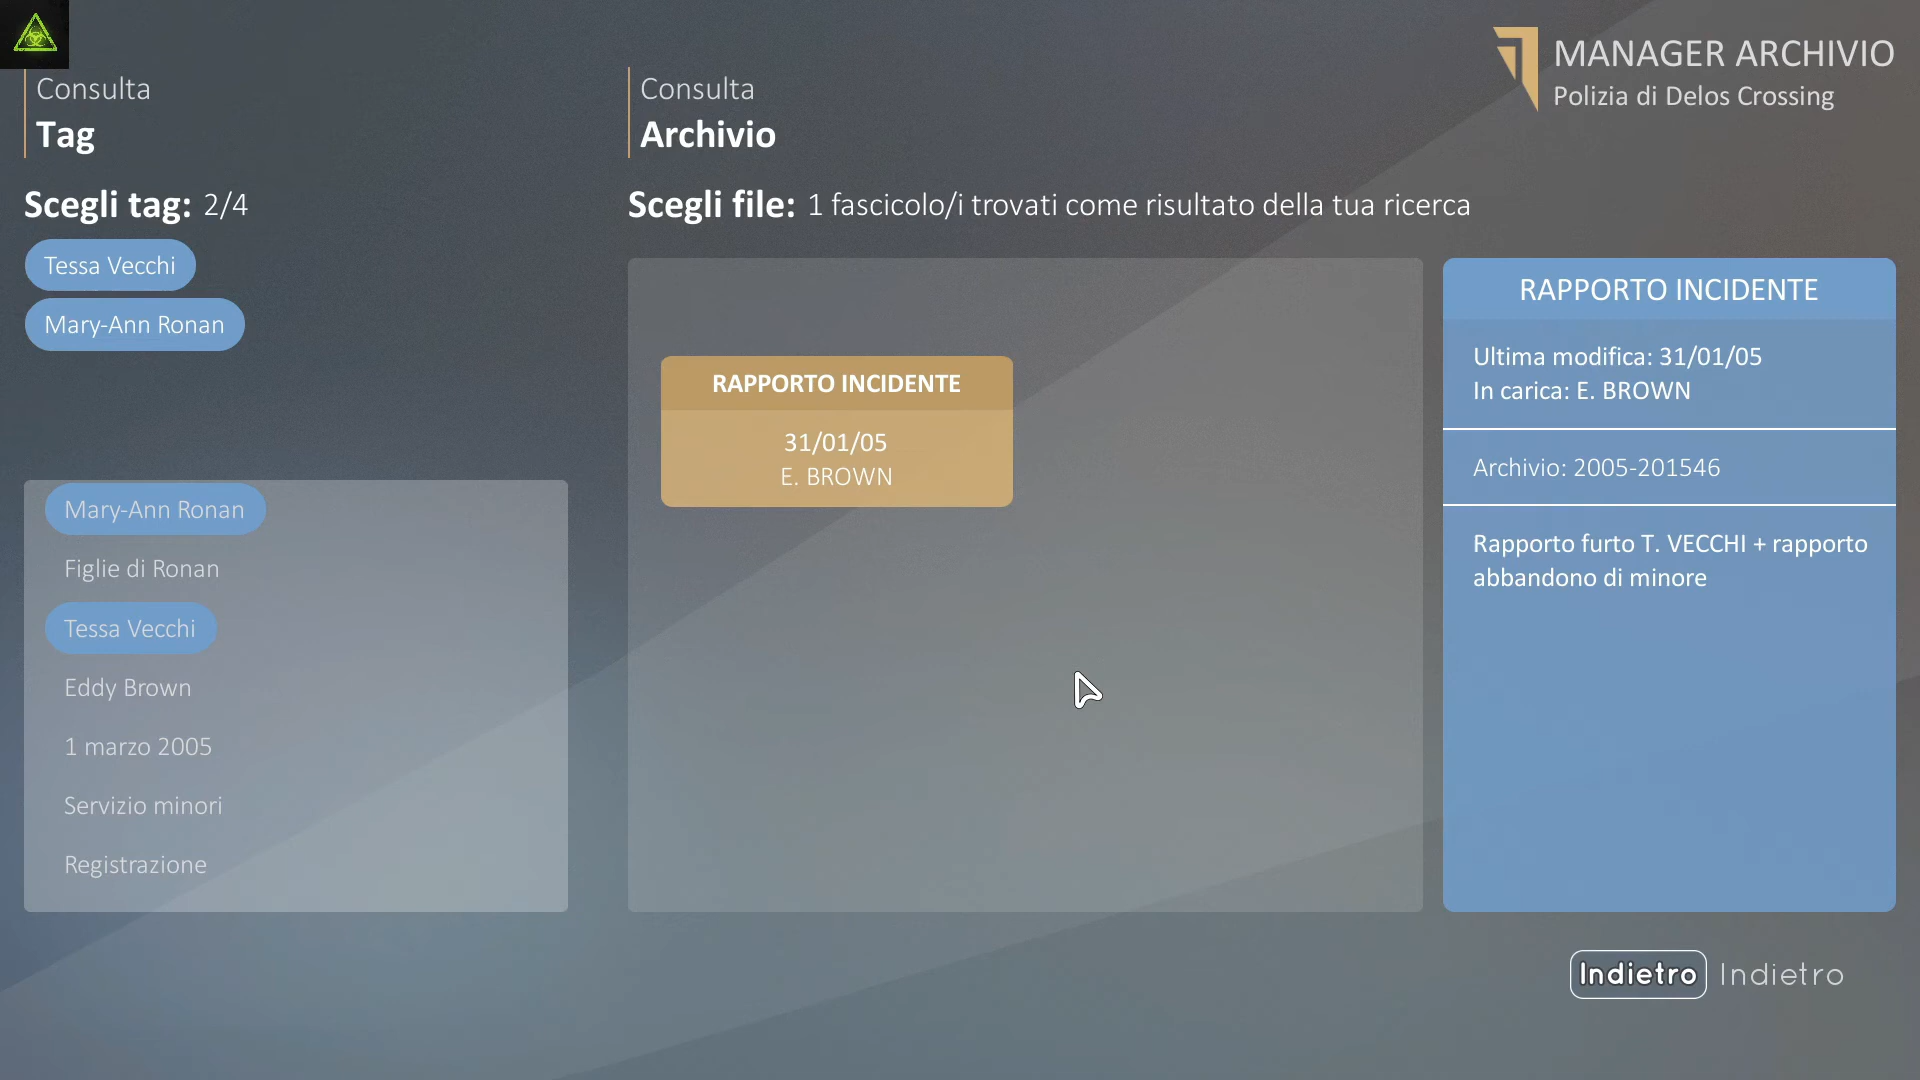 Consulta
Tag
Scegli tag: 2/4
Tessa Vecchi
Mary-Ann Ronan
Mary-Ann Ronan
Figlie di Ronan
Tessa Vecchi
Eddy Brown
1 marzo 2005
Servizio minori
Registrazione
Consulta
Archivio
Scegli file: 1 fascicolo/i trovati come risultato della tua ricerca
RAPPORTO INCIDENTE
31/01/05
E. BROWN
MANAGER ARCHIVIO
Polizia di Delos Crossing
RAPPORTO INCIDENTE
Ultima modifica: 31/01/05
In carica: E. BROWN
Archivio: 2005-201546
Rapporto furto T. VECCHI + rapporto
abbandono di minore
Indietro Indietro